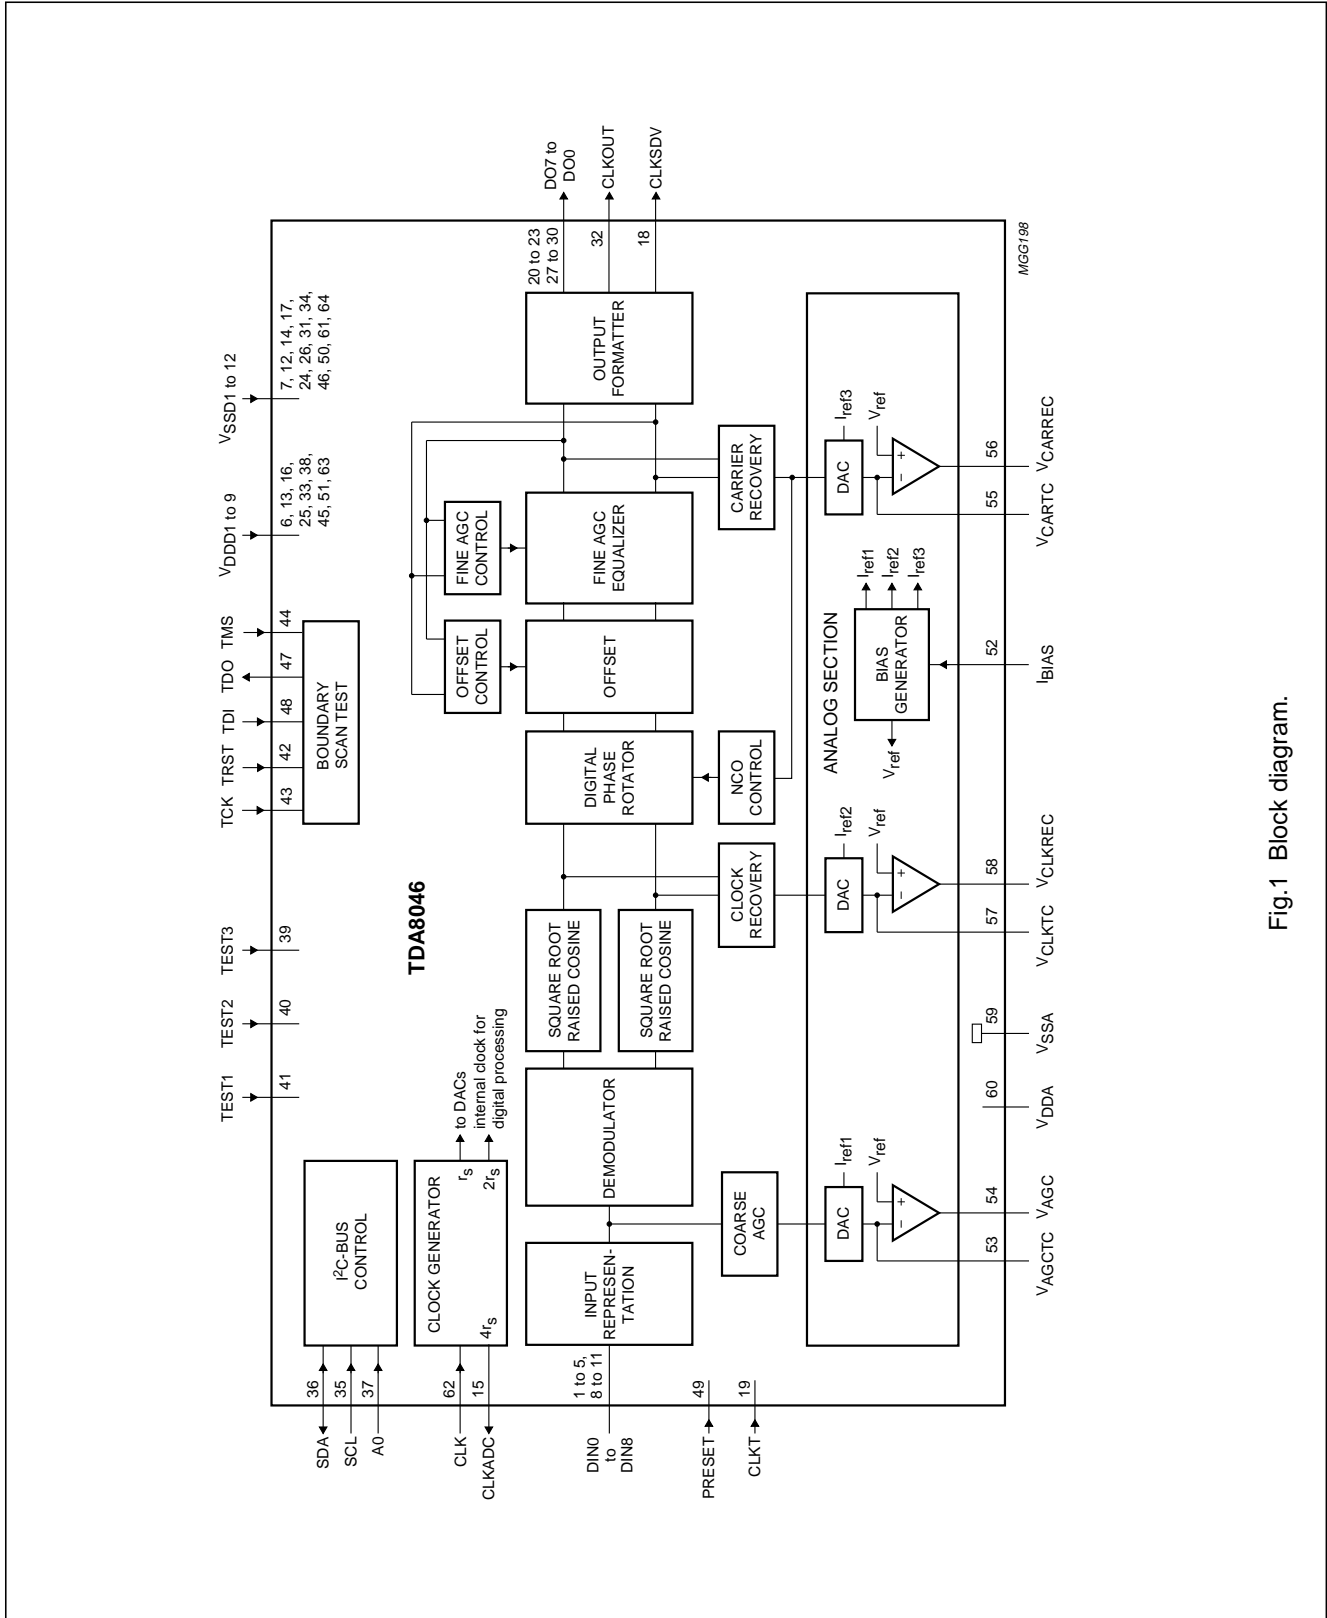 VSSD1 to 12
VDDD1 to 9
7, 12, 14, 17,
24, 26, 31, 34,
46, 50, 61, 64
6, 13, 16,
25, 33, 38,
45, 51, 63
TEST1
TEST2
TEST3
TCK
TRST
TDI
TDO
TMS
41
40
39
43
42
48
47
44
BOUNDARY
SCAN TEST
TDA8046
SDA
SCL
A0
36
35
37
I²C-BUS
CONTROL
CLK
CLKADC
62
15
CLOCK GENERATOR
4rs
rs
2rs
to DACs
internal clock for
digital processing
OFFSET
CONTROL
FINE AGC
CONTROL
DIN0
to
DIN8
1 to 5,
8 to 11
INPUT
REPRESEN-
TATION
DEMODULATOR
SQUARE ROOT
RAISED COSINE
SQUARE ROOT
RAISED COSINE
DIGITAL
PHASE
ROTATOR
OFFSET
FINE AGC
EQUALIZER
OUTPUT
FORMATTER
20 to 23
27 to 30
32
18
DO7 to
DO0
CLKOUT
CLKSDV
PRESET
49
CLKT
19
COARSE
AGC
CLOCK
RECOVERY
NCO
CONTROL
CARRIER
RECOVERY
ANALOG SECTION
DAC
Iref1
Vref
+
−
DAC
Iref2
Vref
+
−
Vref
BIAS
GENERATOR
Iref1
Iref2
Iref3
DAC
Iref3
Vref
+
−
53
54
60
59
57
58
52
55
56
VAGCTC
VAGC
VDDA
VSSA
VCLKTC
VCLKREC
IBIAS
VCARTC
VCARREC
MGG198
Fig.1 Block diagram.